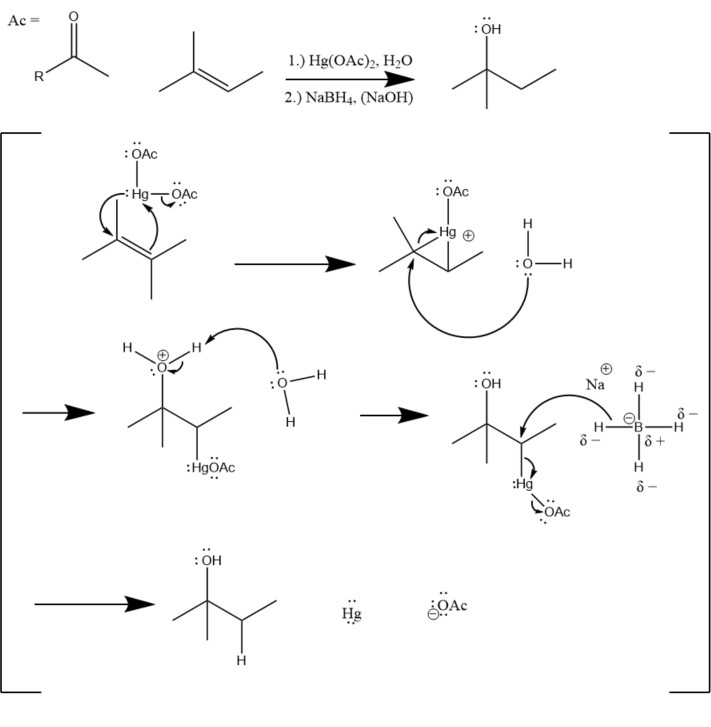 Ac =
O
R
1.) Hg(OAc)2, H2O
2.) NaBH4, (NaOH)
:OH
:OAc
:Hg OAc
:OAc
Hg ⊕
H
:O H
H H
⊕
:O
:O H
H
:HgOAc
:OH
:Hg
OAc
⊕
Na
δ − 
H
⊖ δ −
H B H
δ − δ +
H
δ −
:OH
H
Hg
:OAc
⊖